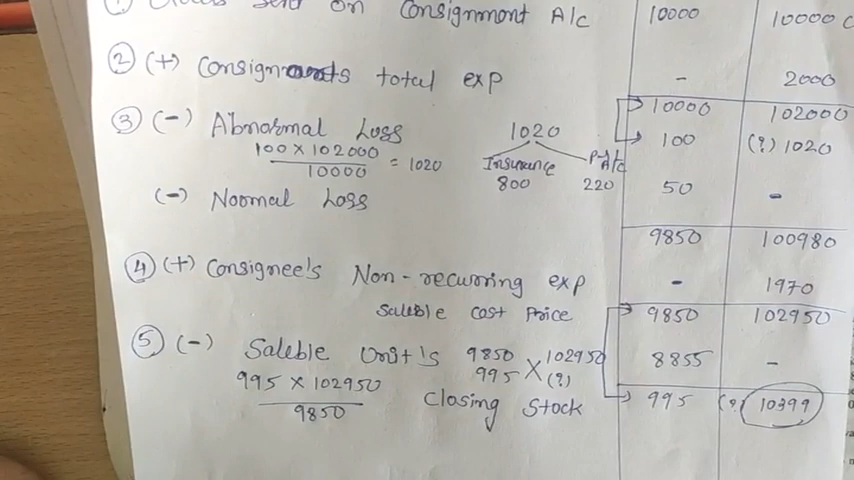 on Consignment A/c 10000 10000
② (+) Consignments total exp - 2000
10000 102000
③ (-) Abnormal Loss 100 (?) 1020
100 x 102000 / 10000 = 1020
1020
Insurance 800
P-L A/c 220
(-) Normal Loss 50 -
9850 100980
④ (+) Consignee's Non-recurring exp - 1970
Saleble Cost Price 9850 102950
⑤ (-) Saleble Unit's 8855 -
9850 x 102950
995 (?)
995 x 102950 / 9850
Closing Stock 995 (?) 10399